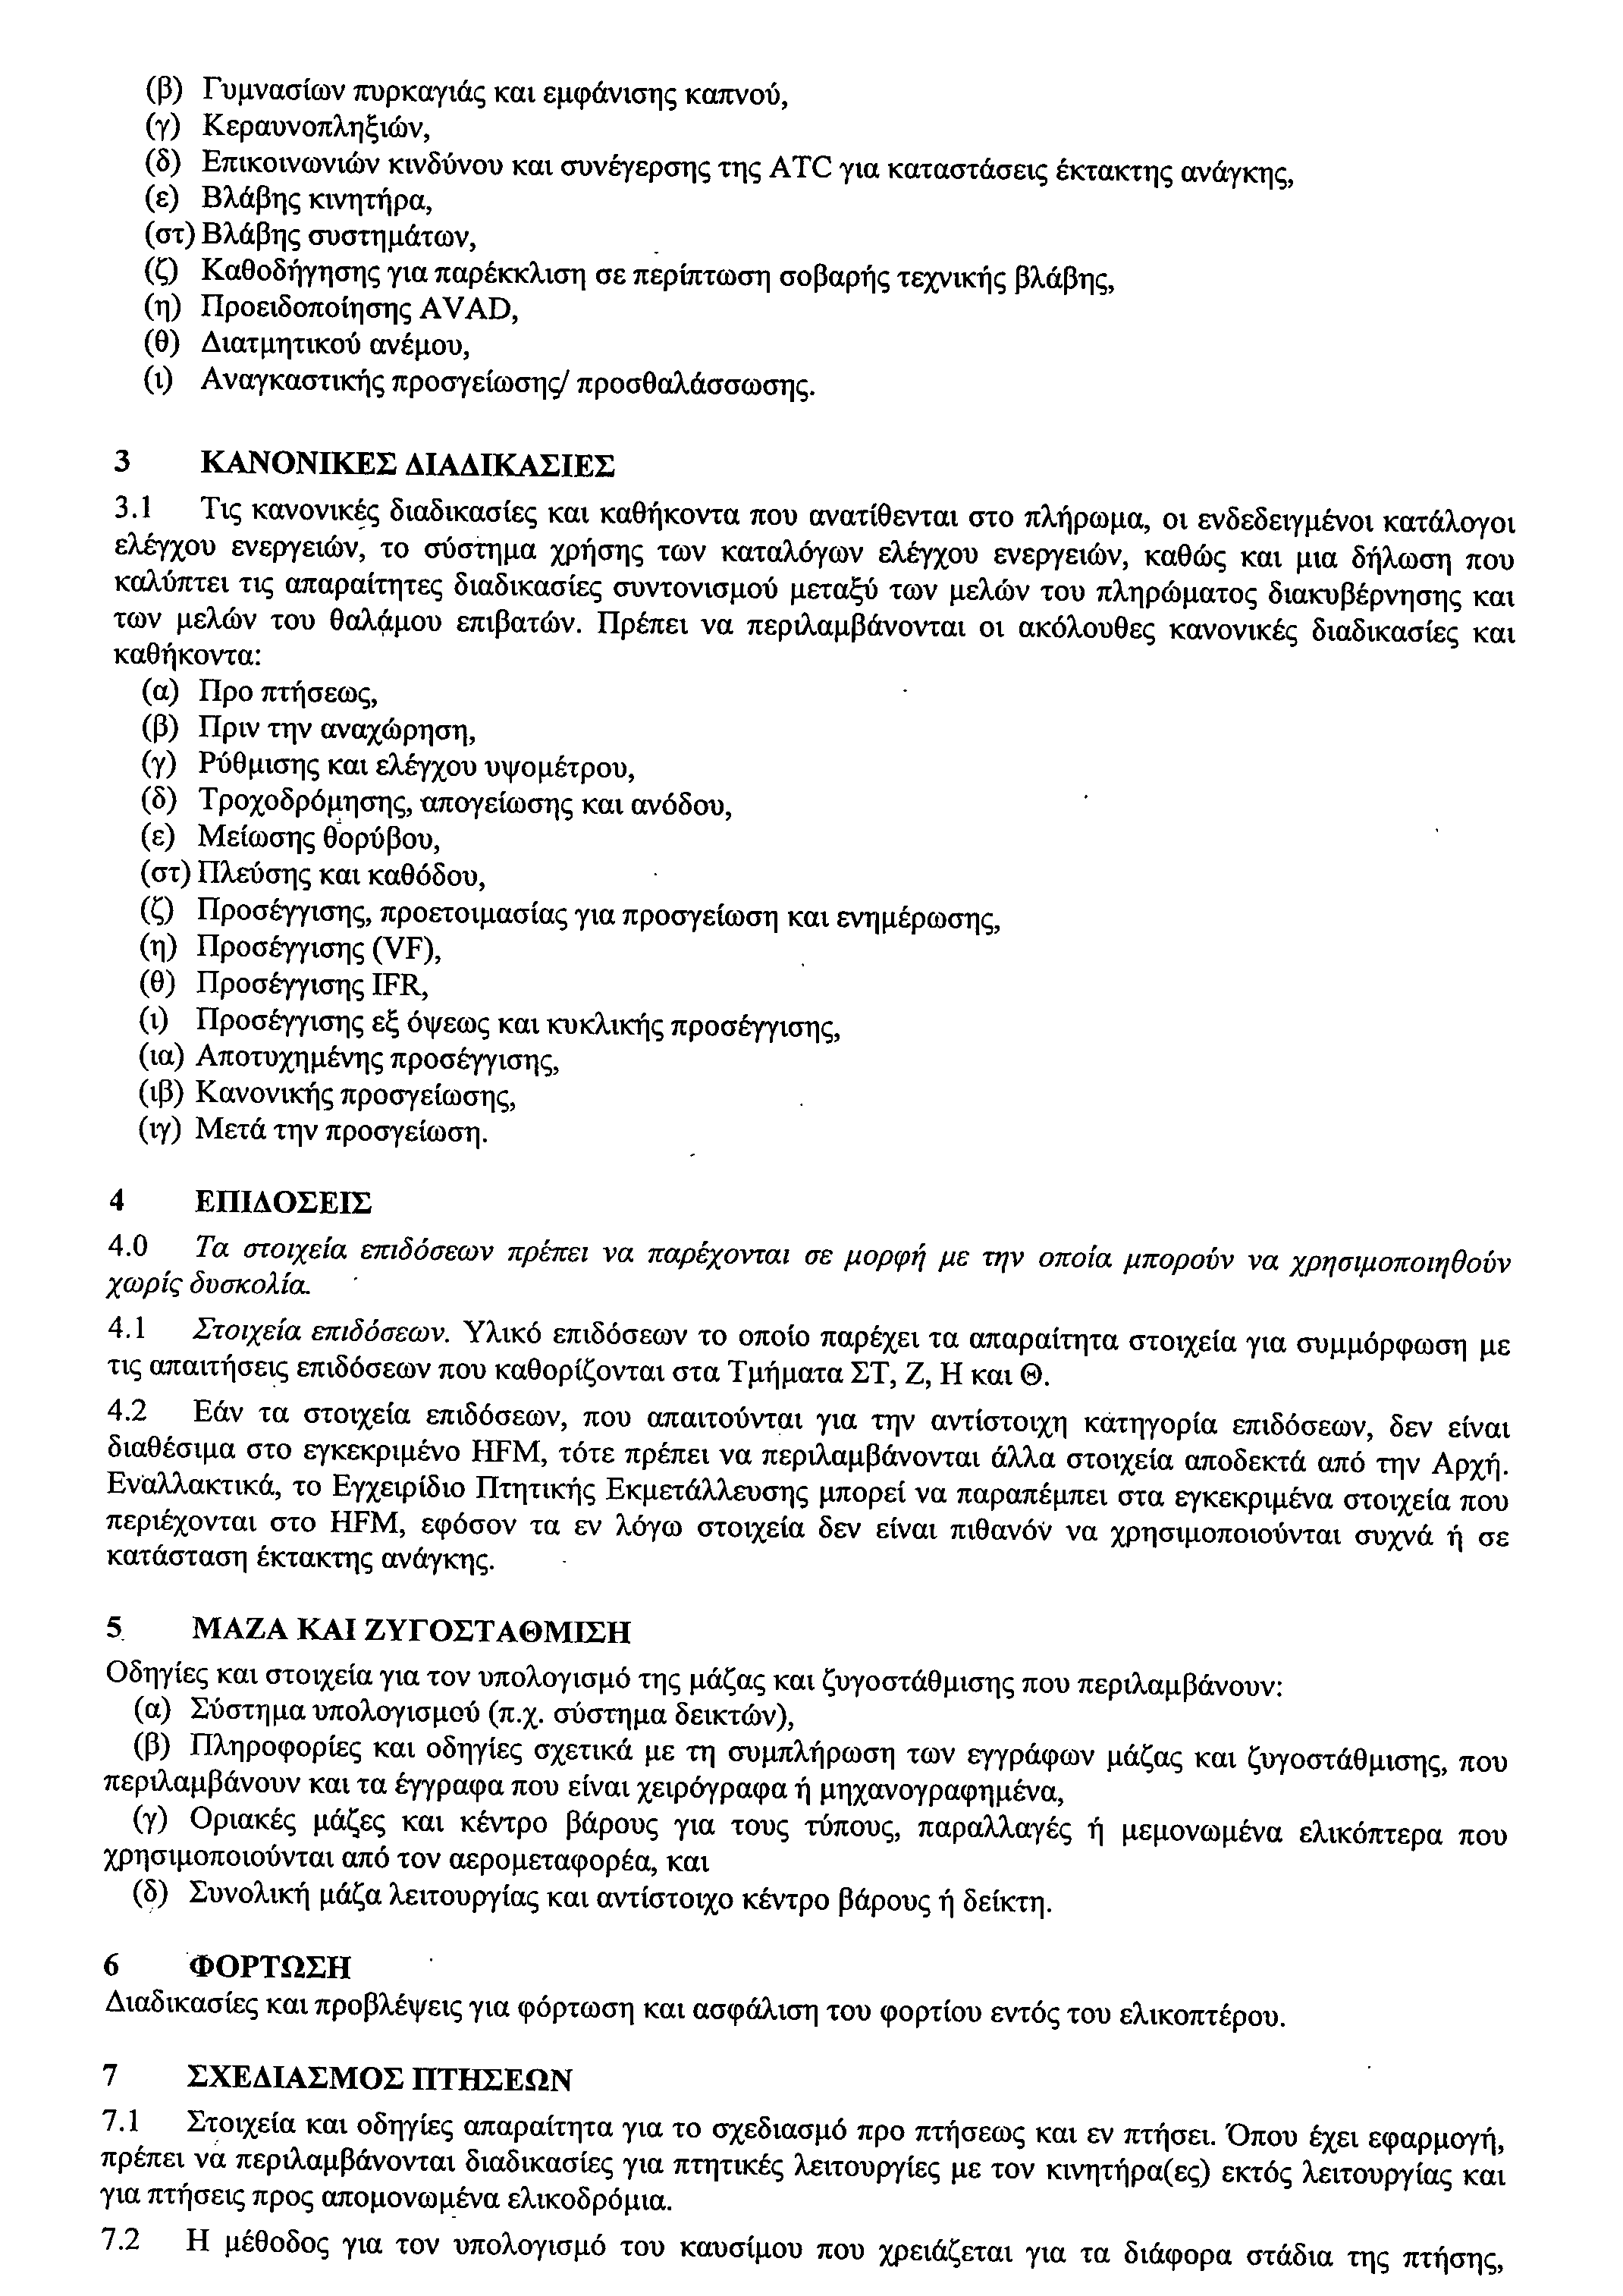 (β) Γυμνασίων πυρκαγιάς και εμφάνισης καπνού,
(γ) Κεραυνοπληξιών,
(δ) Επικοινωνιών κινδύνου και συνέγερσης της ATC για καταστάσεις έκτακτης ανάγκης,
(ε) Βλάβης κινητήρα,
(στ) Βλάβης συστημάτων,
(ζ) Καθοδήγησης για παρέκκλιση σε περίπτωση σοβαρής τεχνικής βλάβης,
(η) Προειδοποίησης AVAD,
(θ) Διατμητικού ανέμου,
(ι) Αναγκαστικής προσγείωσης/ προσθαλάσσωσης.
3 ΚΑΝΟΝΙΚΕΣ ΔΙΑΔΙΚΑΣΙΕΣ
3.1 Τις κανονικές διαδικασίες και καθήκοντα που ανατίθενται στο πλήρωμα, οι ενδεδειγμένοι κατάλογοι
ελέγχου ενεργειών, το σύστημα χρήσης των καταλόγων ελέγχου ενεργειών, καθώς και μια δήλωση που
καλύπτει τις απαραίτητες διαδικασίες συντονισμού μεταξύ των μελών του πληρώματος διακυβέρνησης και
των μελών του θαλάμου επιβατών. Πρέπει να περιλαμβάνονται οι ακόλουθες κανονικές διαδικασίες και
καθήκοντα:
(α) Προ πτήσεως,
(β) Πριν την αναχώρηση,
(γ) Ρύθμισης και ελέγχου υψομέτρου,
(δ) Τροχοδρόμησης, απογείωσης και ανόδου,
(ε) Μείωσης θορύβου,
(στ) Πλεύσης και καθόδου,
(ζ) Προσέγγισης, προετοιμασίας για προσγείωση και ενημέρωσης,
(η) Προσέγγισης (VF),
(θ) Προσέγγισης IFR,
(ι) Προσέγγισης εξ όψεως και κυκλικής προσέγγισης,
(ια) Αποτυχημένης προσέγγισης,
(ιβ) Κανονικής προσγείωσης,
(ιγ) Μετά την προσγείωση.
4 ΕΠΙΔΟΣΕΙΣ
4.0 Τα στοιχεία επιδόσεων πρέπει να παρέχονται σε μορφή με την οποία μπορούν να χρησιμοποιηθούν
χωρίς δυσκολία.
4.1 Στοιχεία επιδόσεων. Υλικό επιδόσεων το οποίο παρέχει τα απαραίτητα στοιχεία για συμμόρφωση με
τις απαιτήσεις επιδόσεων που καθορίζονται στα Τμήματα ΣΤ, Ζ, Η και Θ.
4.2 Εάν τα στοιχεία επιδόσεων, που απαιτούνται για την αντίστοιχη κατηγορία επιδόσεων, δεν είναι
διαθέσιμα στο εγκεκριμένο HFM, τότε πρέπει να περιλαμβάνονται άλλα στοιχεία αποδεκτά από την Αρχή.
Εναλλακτικά, το Εγχειρίδιο Πτητικής Εκμετάλλευσης μπορεί να παραπέμπει στα εγκεκριμένα στοιχεία που
περιέχονται στο HFM, εφόσον τα εν λόγω στοιχεία δεν είναι πιθανόν να χρησιμοποιούνται συχνά ή σε
κατάσταση έκτακτης ανάγκης.
5 ΜΑΖΑ ΚΑΙ ΖΥΓΟΣΤΑΘΜΙΣΗ
Οδηγίες και στοιχεία για τον υπολογισμό της μάζας και ζυγοστάθμισης που περιλαμβάνουν:
(α) Σύστημα υπολογισμού (π.χ. σύστημα δεικτών),
(β) Πληροφορίες και οδηγίες σχετικά με τη συμπλήρωση των εγγράφων μάζας και ζυγοστάθμισης, που
περιλαμβάνουν και τα έγγραφα που είναι χειρόγραφα ή μηχανογραφημένα,
(γ) Οριακές μάζες και κέντρο βάρους για τους τύπους, παραλλαγές ή μεμονωμένα ελικόπτερα που
χρησιμοποιούνται από τον αερομεταφορέα, και
(δ) Συνολική μάζα λειτουργίας και αντίστοιχο κέντρο βάρους ή δείκτη.
6 ΦΟΡΤΩΣΗ
Διαδικασίες και προβλέψεις για φόρτωση και ασφάλιση του φορτίου εντός του ελικοπτέρου.
7 ΣΧΕΔΙΑΣΜΟΣ ΠΤΗΣΕΩΝ
7.1 Στοιχεία και οδηγίες απαραίτητα για το σχεδιασμό προ πτήσεως και εν πτήσει. Όπου έχει εφαρμογή,
πρέπει να περιλαμβάνονται διαδικασίες για πτητικές λειτουργίες με τον κινητήρα(ες) εκτός λειτουργίας και
για πτήσεις προς απομονωμένα ελικοδρόμια.
7.2 Η μέθοδος για τον υπολογισμό του καυσίμου που χρειάζεται για τα διάφορα στάδια της πτήσης,